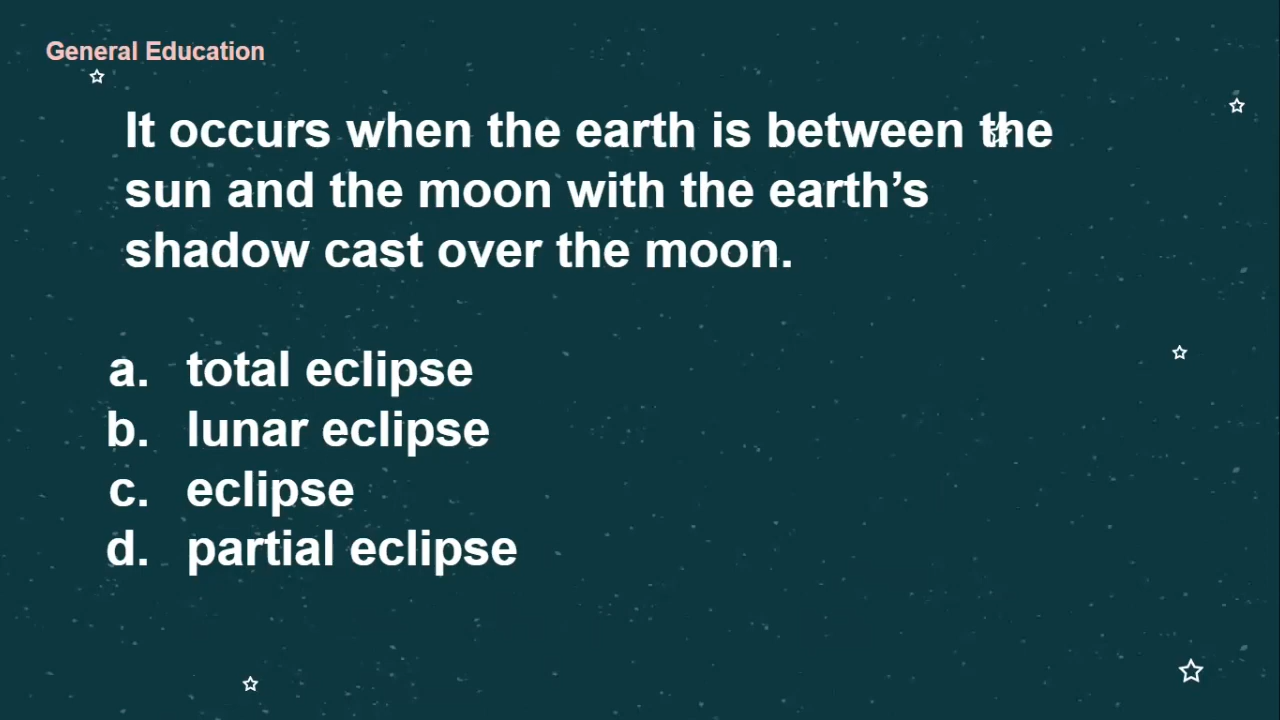 General Education
It occurs when the earth is between the
sun and the moon with the earth’s
shadow cast over the moon.
a. total eclipse
b. lunar eclipse
c. eclipse
d. partial eclipse